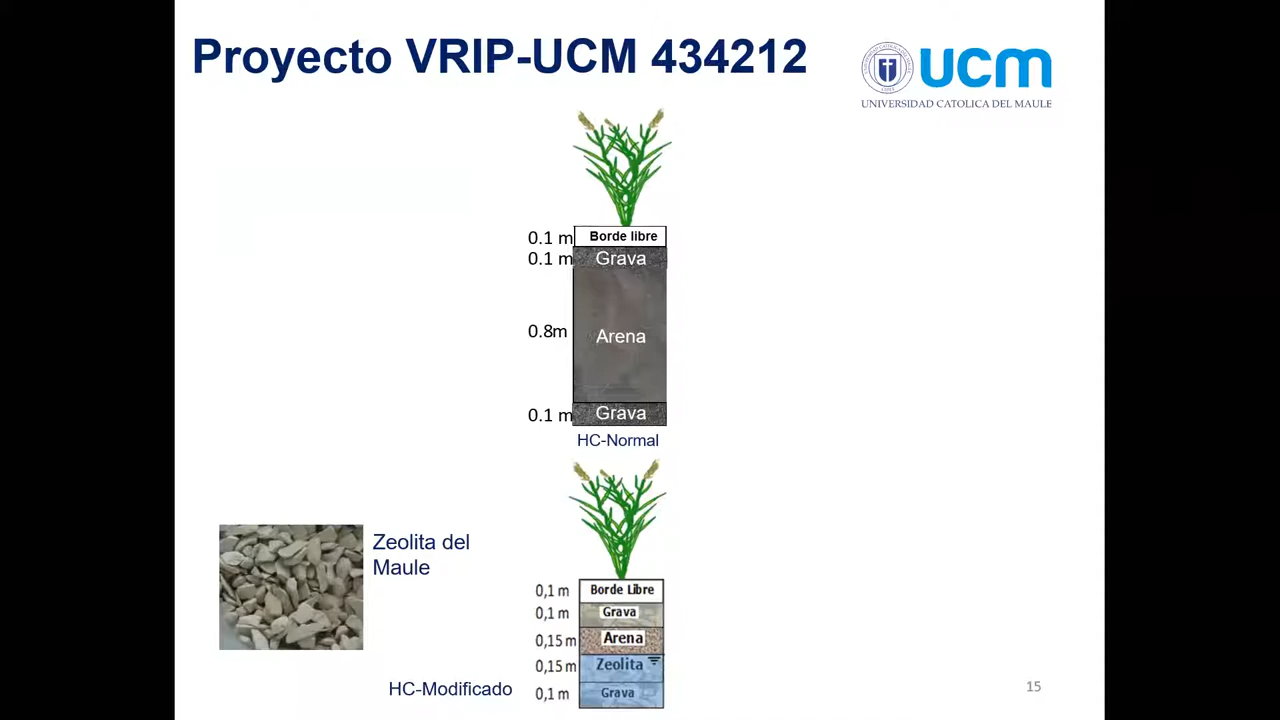 Proyecto VRIP-UCM 434212
UCM
UNIVERSIDAD CATOLICA DEL MAULE
0.1 m Borde libre
0.1 m Grava
0.8m Arena
0.1 m Grava
HC-Normal
Zeolita del
Maule
0,1 m Borde Libre
0,1 m Grava
0,15 m Arena
0,15 m Zeolita
0,1 m Grava
HC-Modificado
15